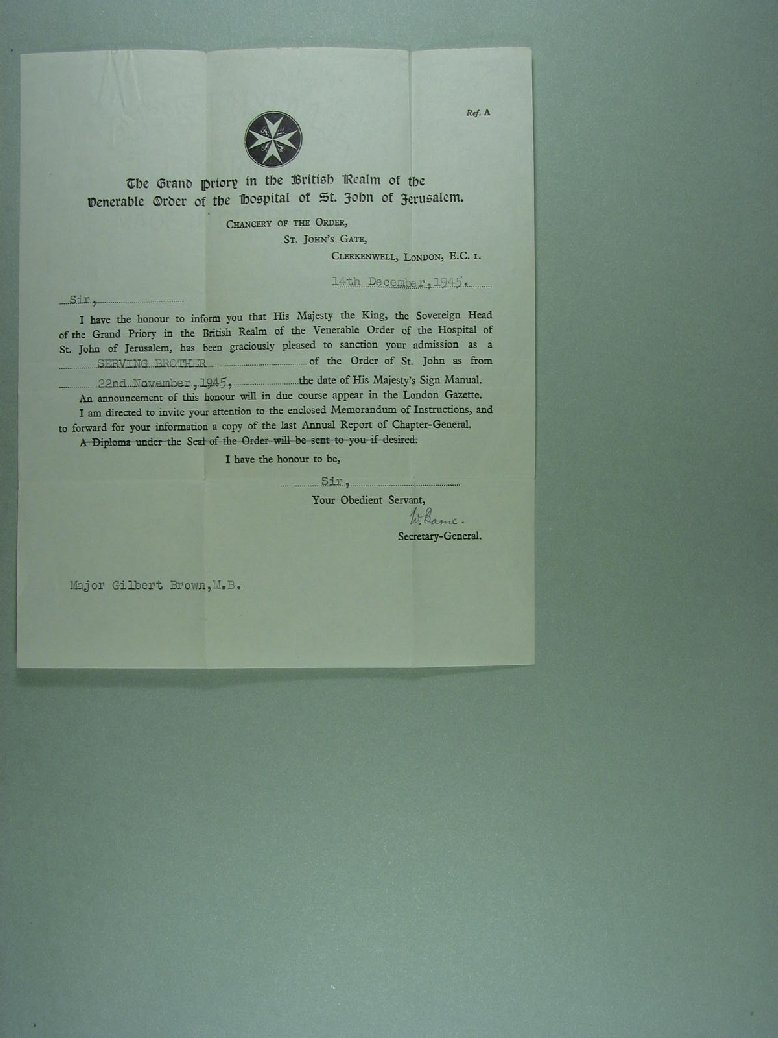 Ref. A
The Grand Priory in the British Realm of the
Venerable Order of the Hospital of St. John of Jerusalem.
CHANCERY OF THE ORDER,
ST. JOHN'S GATE,
CLERKENWELL, LONDON, E.C. 1.
14th December, 1945.
Sir,
I have the honour to inform you that His Majesty the King, the Sovereign Head
of the Grand Priory in the British Realm of the Venerable Order of the Hospital of
St. John of Jerusalem, has been graciously pleased to sanction your admission as a
SERVING BROTHER of the Order of St. John as from
22nd November, 1945, the date of His Majesty's Sign Manual.
An announcement of this honour will in due course appear in the London Gazette.
I am directed to invite your attention to the enclosed Memorandum of Instructions, and
to forward for your information a copy of the last Annual Report of Chapter-General.
A Diploma under the Seal of the Order will be sent to you if desired.
I have the honour to be,
Sir,
Your Obedient Servant,
Secretary-General.
Major Gilbert Brown, M.B.